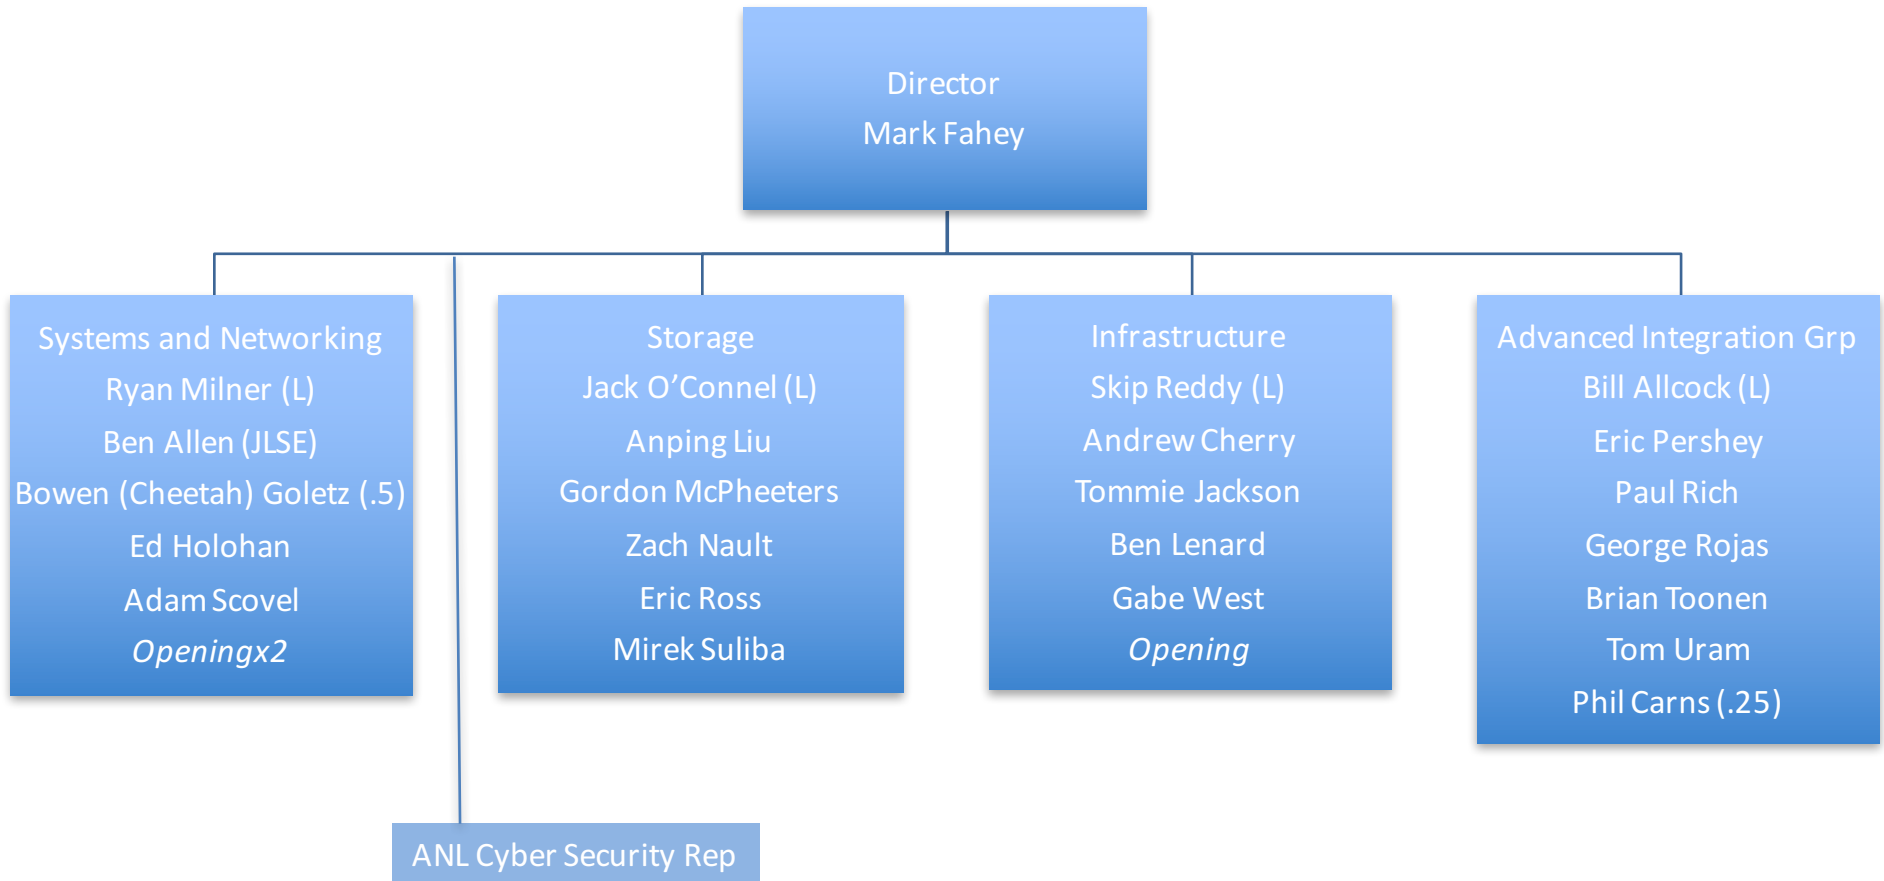 Director
Mark Fahey
Systems and Networking
Ryan Milner (L)
Ben Allen (JLSE)
Bowen (Cheetah) Goletz (.5)
Ed Holohan
Adam Scovel
Openingx2
Storage
Jack O’Connel (L)
Anping Liu
Gordon McPheeters
Zach Nault
Eric Ross
Mirek Suliba
Infrastructure
Skip Reddy (L)
Andrew Cherry
Tommie Jackson
Ben Lenard
Gabe West
Opening
Advanced Integration Grp
Bill Allcock (L)
Eric Pershey
Paul Rich
George Rojas
Brian Toonen
Tom Uram
Phil Carns (.25)
ANL Cyber Security Rep